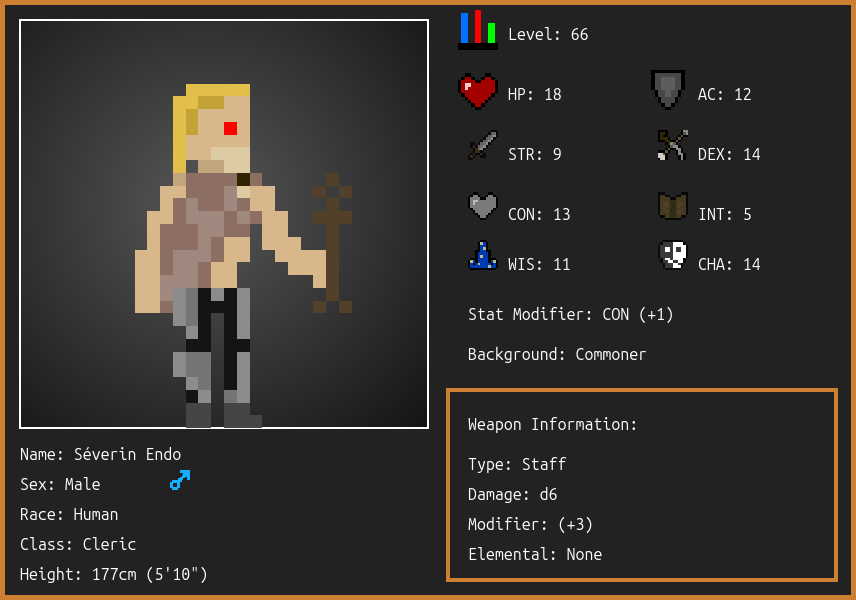 Level: 66
HP: 18
AC: 12
STR: 9
DEX: 14
CON: 13
INT: 5
WIS: 11
CHA: 14
Stat Modifier: CON (+1)
Background: Commoner
Weapon Information:
Type: Staff
Damage: d6
Modifier: (+3)
Elemental: None
Name: Séverin Endo
Sex: Male
Race: Human
Class: Cleric
Height: 177cm (5'10")